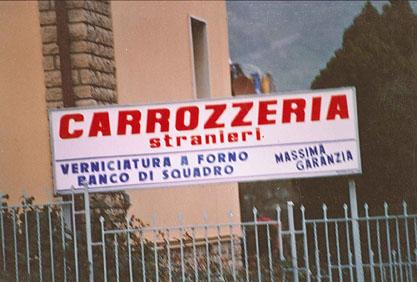 CARROZZERIA
stranieri
VERNICIATURA A FORNO
BANCO DI SQUADRO
MASSIMA
GARANZIA